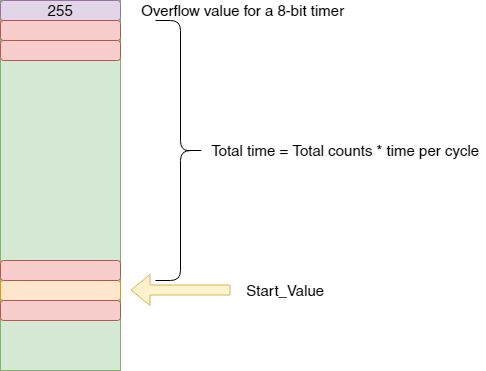 255
Overflow value for a 8-bit timer
Total time = Total counts * time per cycle
Start_Value